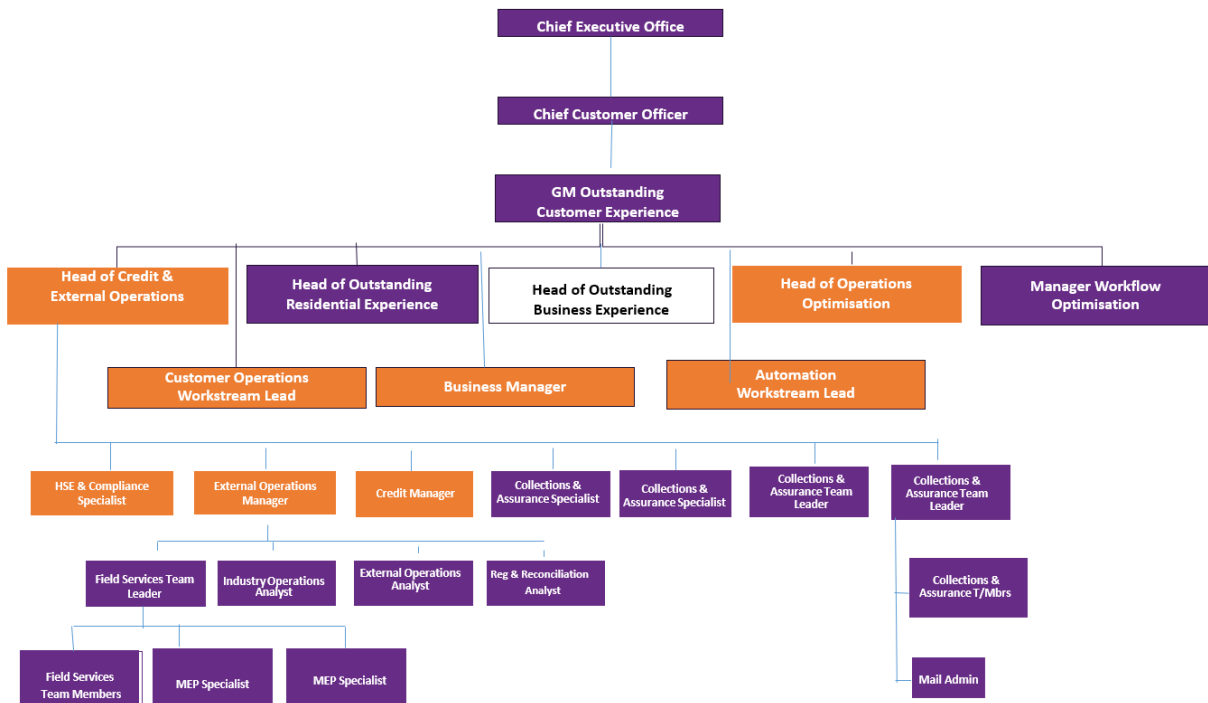 Chief Executive Office
Chief Customer Officer
GM Outstanding
Customer Experience
Head of Credit &
External Operations
Head of Outstanding
Residential Experience
Head of Outstanding
Business Experience
Head of Operations
Optimisation
Manager Workflow
Optimisation
Customer Operations
Workstream Lead
Business Manager
Automation
Workstream Lead
HSE & Compliance
Specialist
External Operations
Manager
Credit Manager
Collections &
Assurance Specialist
Collections &
Assurance Specialist
Collections &
Assurance Team
Leader
Collections &
Assurance Team
Leader
Field Services Team
Leader
Industry Operations
Analyst
External Operations
Analyst
Reg & Reconciliation
Analyst
Collections &
Assurance T/Mbrs
Field Services
Team Members
MEP Specialist
MEP Specialist
Mail Admin